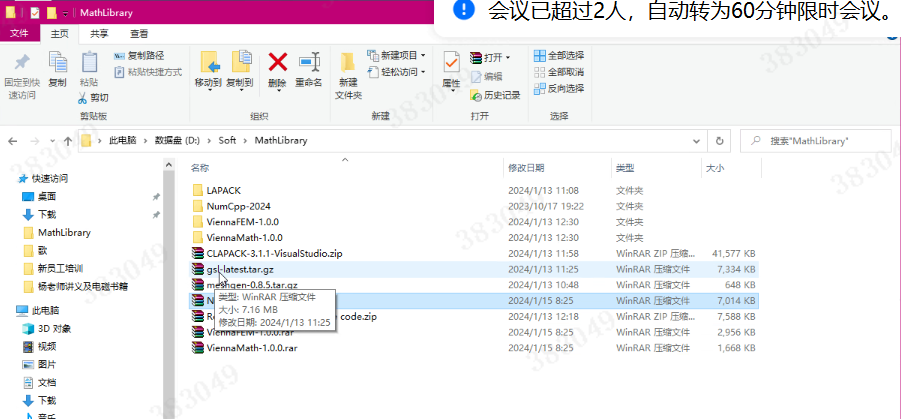 MathLibrary
会议已超过2人，自动转为60分钟限时会议。
文件 主页 共享 查看
固定到快速访问
复制
粘贴
复制路径
粘贴快捷方式
剪切
移动到 复制到 删除 重命名
新建文件夹
新建项目
轻松访问
属性
打开
编辑
历史记录
全部选择
全部取消
反向选择
剪贴板 组织 新建 打开 选择
此电脑 > 数据盘 (D:) > Soft > MathLibrary
搜索"MathLibrary"
名称 修改日期 类型 大小
快速访问
桌面
下载
MathLibrary
歌
新员工培训
杨老师讲义及电磁书籍
此电脑
3D 对象
视频
图片
文档
下载
音乐
LAPACK 2024/1/13 11:08 文件夹
NumCpp-2024 2023/10/17 19:22 文件夹
ViennaFEM-1.0.0 2024/1/13 12:30 文件夹
ViennaMath-1.0.0 2024/1/13 12:30 文件夹
CLAPACK-3.1.1-VisualStudio.zip 2024/1/13 11:58 WinRAR ZIP 压缩... 41,577 KB
gsl-latest.tar.gz 2024/1/13 11:25 WinRAR 压缩文件 7,334 KB
meshgen-0.8.5.tar.gz 2024/1/13 10:48 WinRAR 压缩文件 648 KB
2024/1/15 8:25 WinRAR 压缩文件 7,014 KB
code.zip 2024/1/13 12:18 WinRAR ZIP 压缩... 7,588 KB
ViennaFEM-1.0.0.rar 2024/1/15 8:25 WinRAR 压缩文件 2,956 KB
ViennaMath-1.0.0.rar 2024/1/15 8:25 WinRAR 压缩文件 1,668 KB
类型: WinRAR 压缩文件
大小: 7.16 MB
修改日期: 2024/1/13 11:25
383049
383049
383049
383049
383049
383049
383049